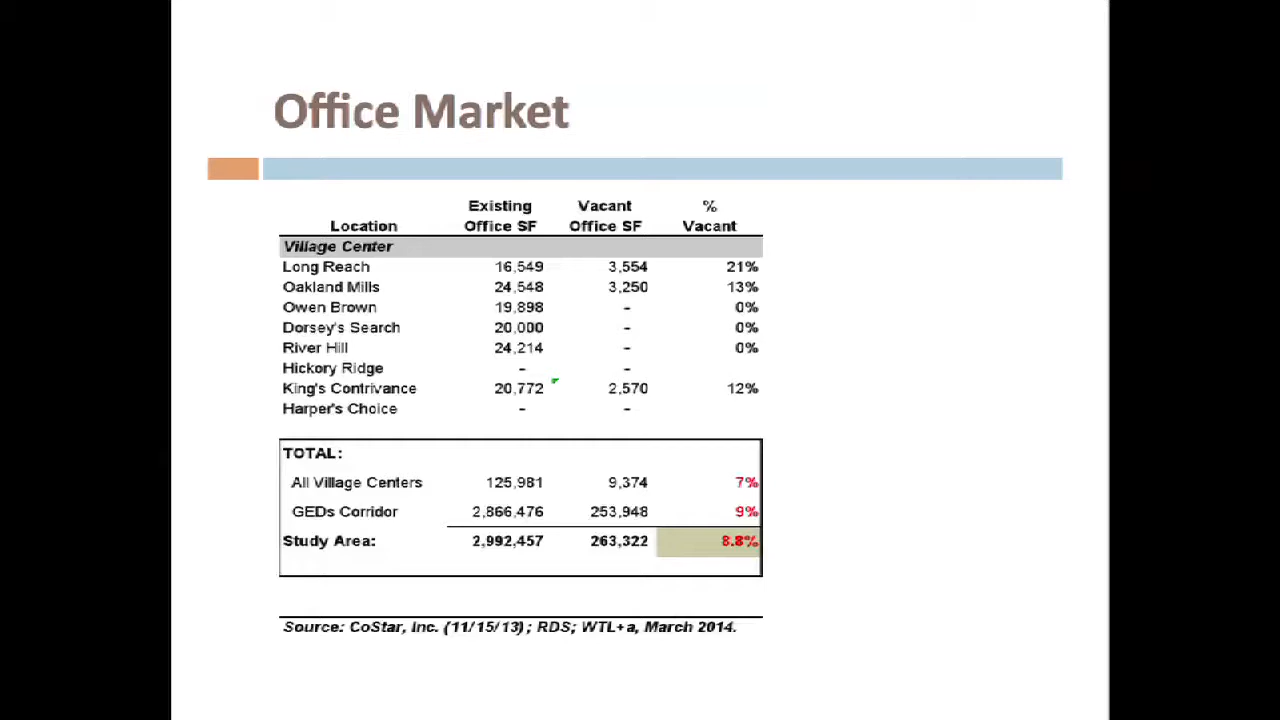 Office Market
Existing Vacant %
Location Office SF Office SF Vacant
Village Center
Long Reach 16,549 3,554 21%
Oakland Mills 24,548 3,250 13%
Owen Brown 19,898 - 0%
Dorsey's Search 20,000 - 0%
River Hill 24,214 - 0%
Hickory Ridge - -
King's Contrivance 20,772 2,570 12%
Harper's Choice - -
TOTAL:
All Village Centers 125,981 9,374 7%
GEDs Corridor 2,866,476 253,948 9%
Study Area: 2,992,457 263,322 8.8%
Source: CoStar, Inc. (11/15/13); RDS; WTL+a, March 2014.